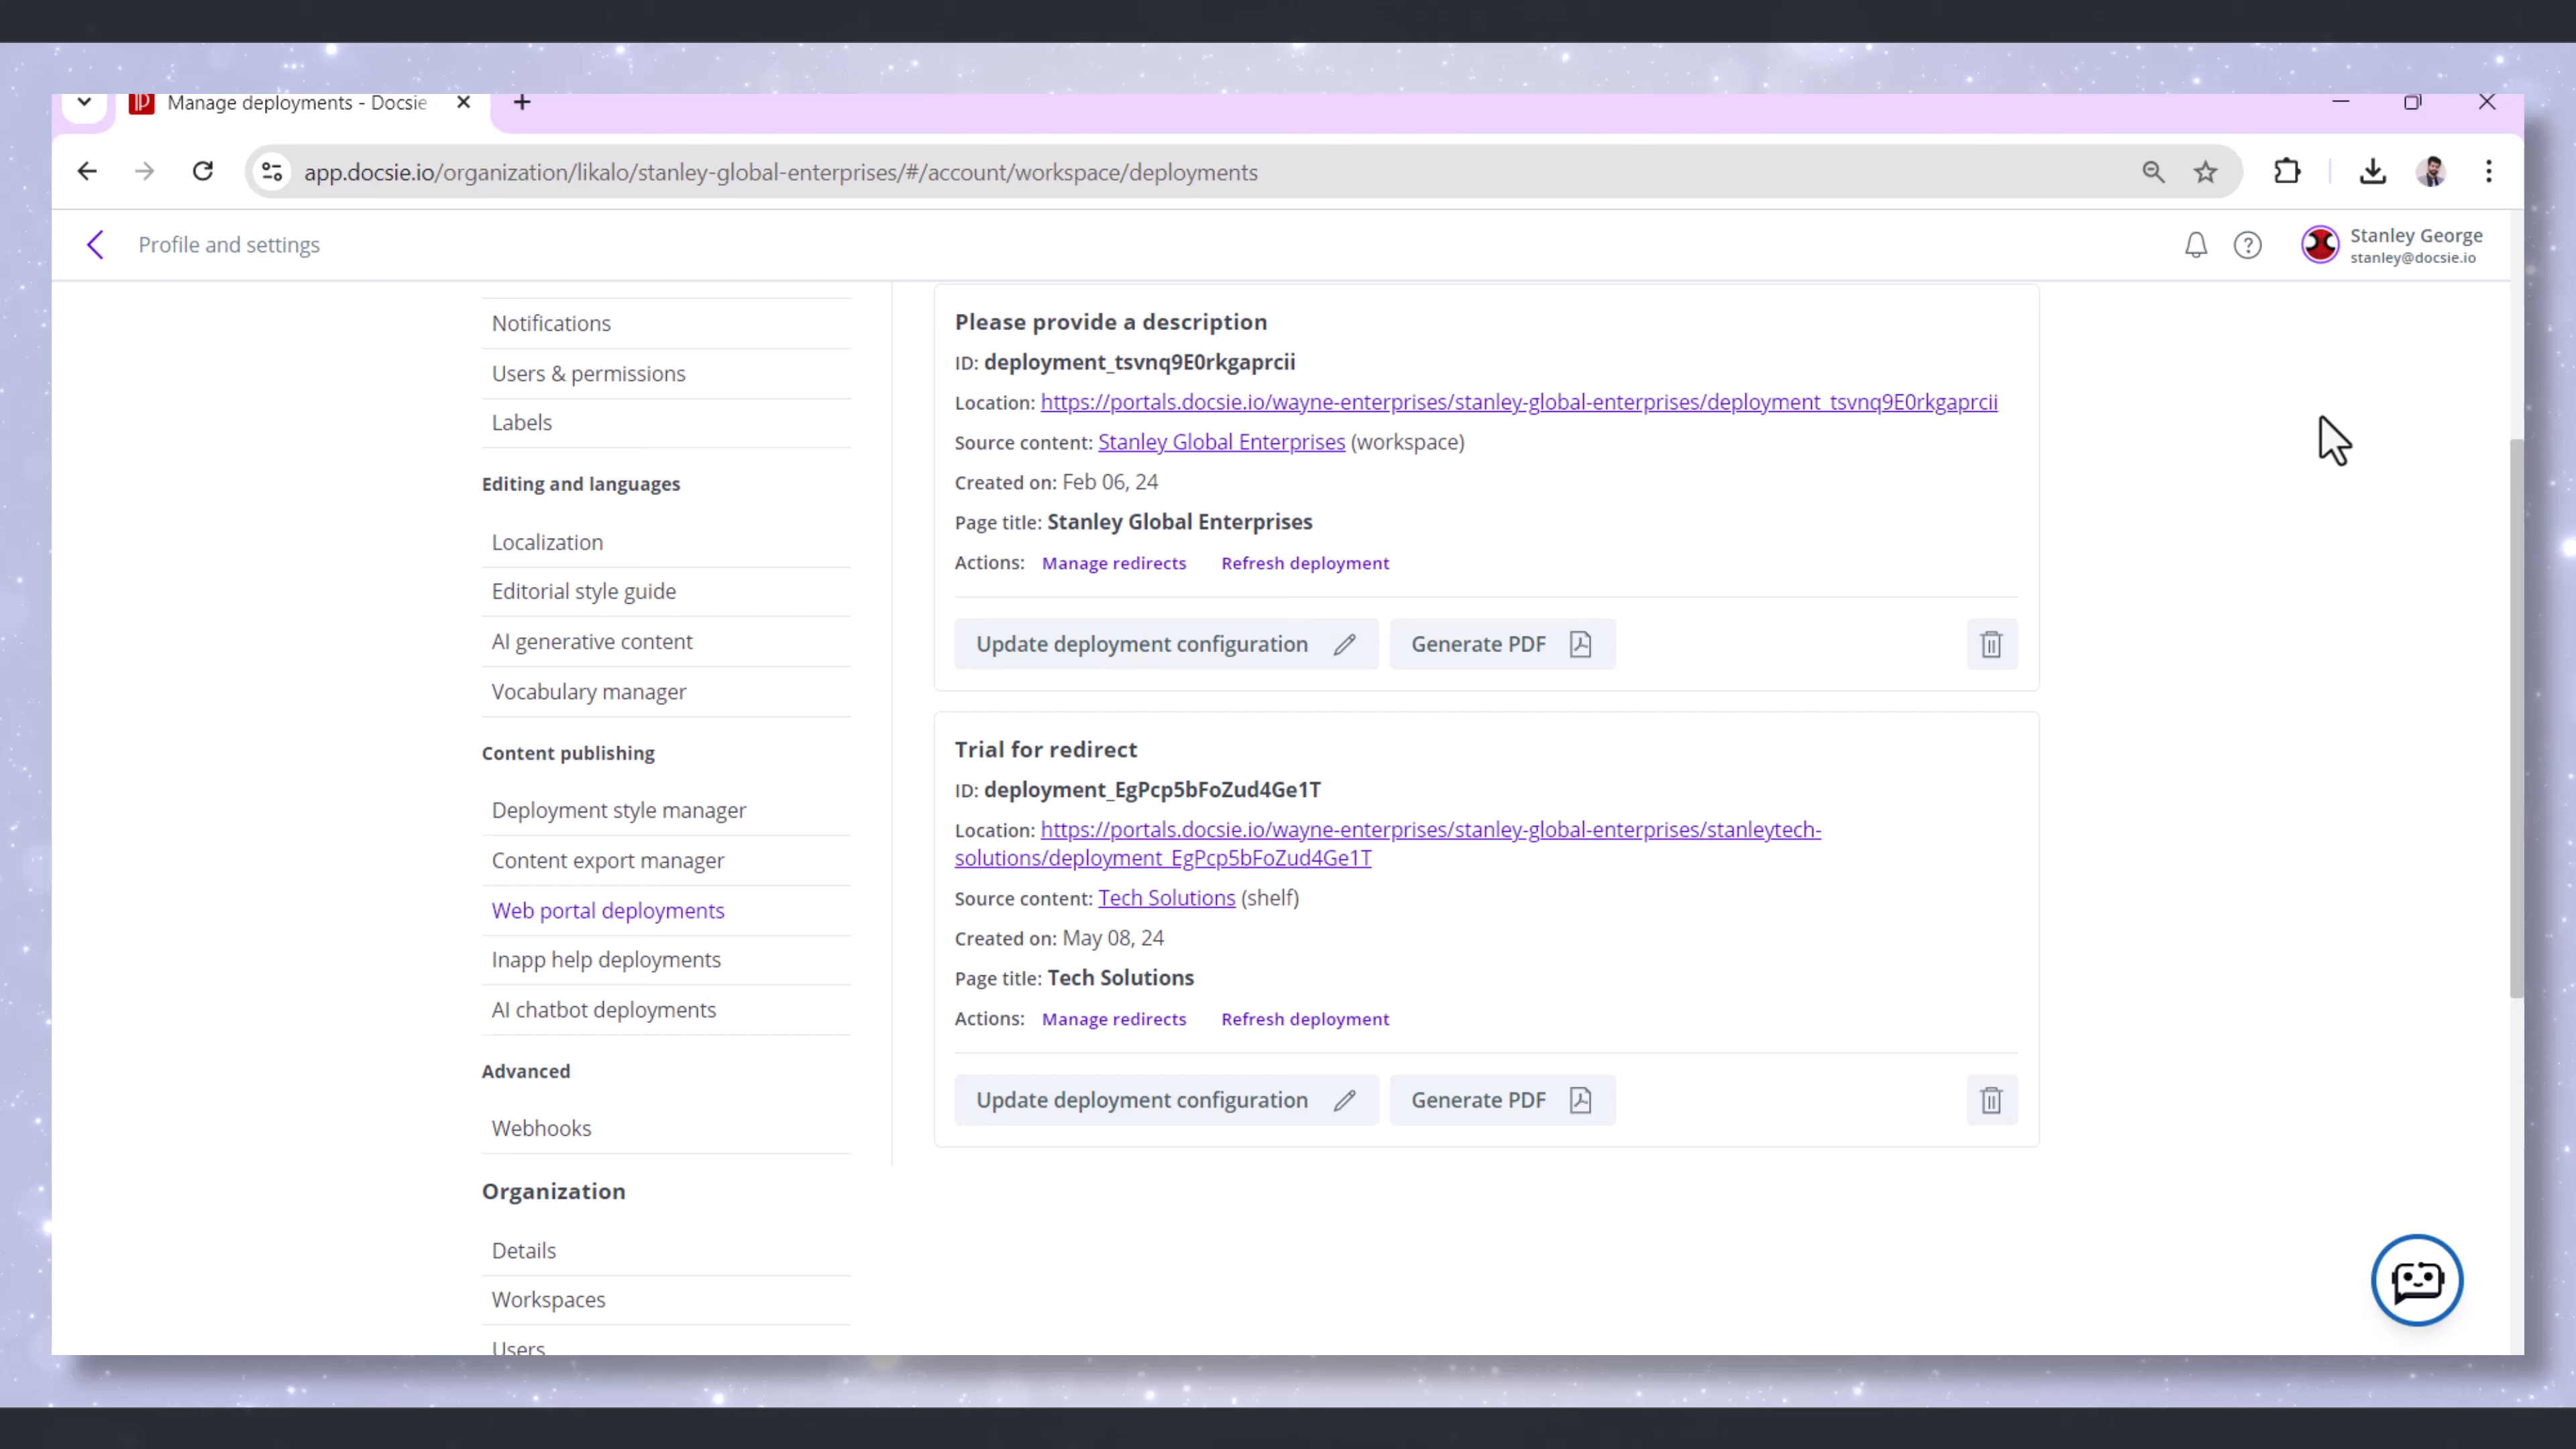 Manage deployments - Docsie
app.docsie.io/organization/likalo/stanley-global-enterprises/#/account/workspace/deployments
Profile and settings
Stanley George
stanley@docsie.io
Notifications
Users & permissions
Labels
Editing and languages
Localization
Editorial style guide
AI generative content
Vocabulary manager
Content publishing
Deployment style manager
Content export manager
Web portal deployments
Inapp help deployments
AI chatbot deployments
Advanced
Webhooks
Organization
Details
Workspaces
Users
Please provide a description
ID: deployment_tsvnq9E0rkgaprcii
Location: https://portals.docsie.io/wayne-enterprises/stanley-global-enterprises/deployment_tsvnq9E0rkgaprcii
Source content: Stanley Global Enterprises (workspace)
Created on: Feb 06, 24
Page title: Stanley Global Enterprises
Actions: Manage redirects Refresh deployment
Update deployment configuration Generate PDF
Trial for redirect
ID: deployment_EgPcp5bFoZud4Ge1T
Location: https://portals.docsie.io/wayne-enterprises/stanley-global-enterprises/stanleytech-
solutions/deployment_EgPcp5bFoZud4Ge1T
Source content: Tech Solutions (shelf)
Created on: May 08, 24
Page title: Tech Solutions
Actions: Manage redirects Refresh deployment
Update deployment configuration Generate PDF